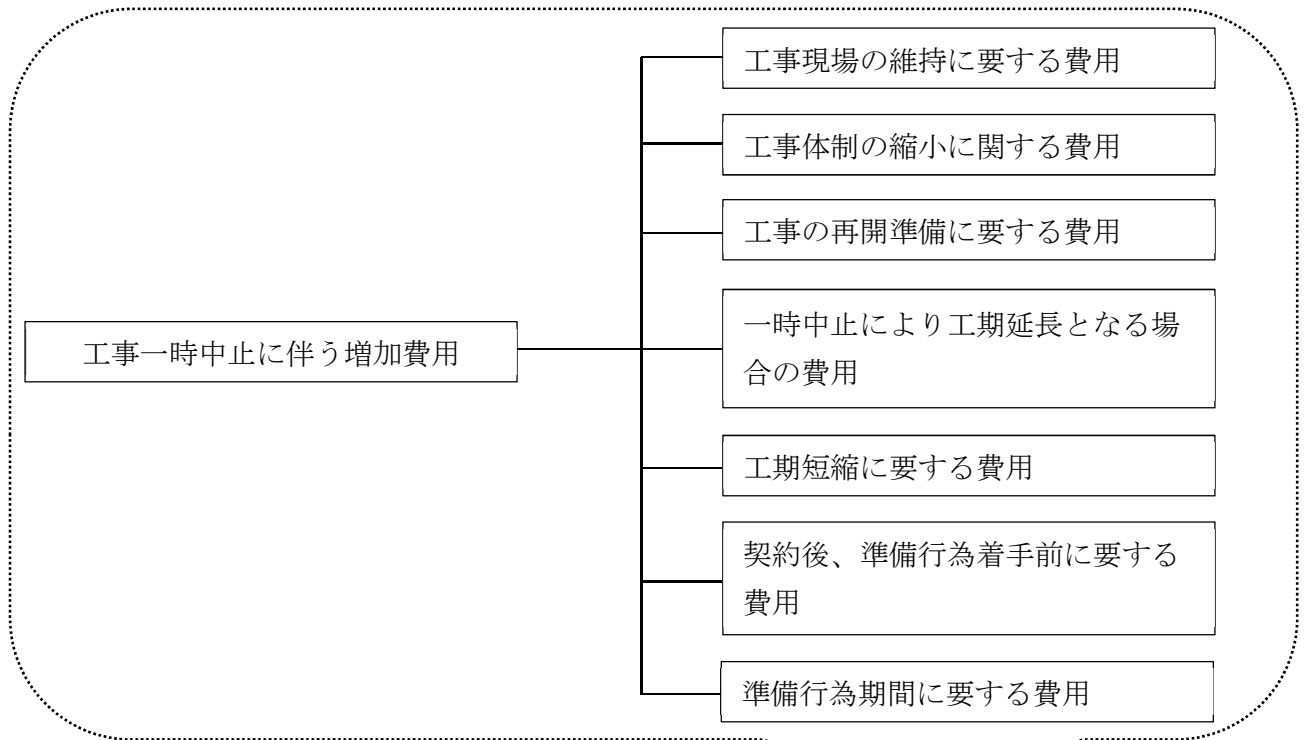 工事現場の維持に要する費用
工事体制の縮小に関する費用
工事の再開準備に要する費用
工事一時中止に伴う増加費用
一時中止により工期延長となる場
合の費用
工期短縮に要する費用
契約後、準備行為着手前に要する
費用
準備行為期間に要する費用